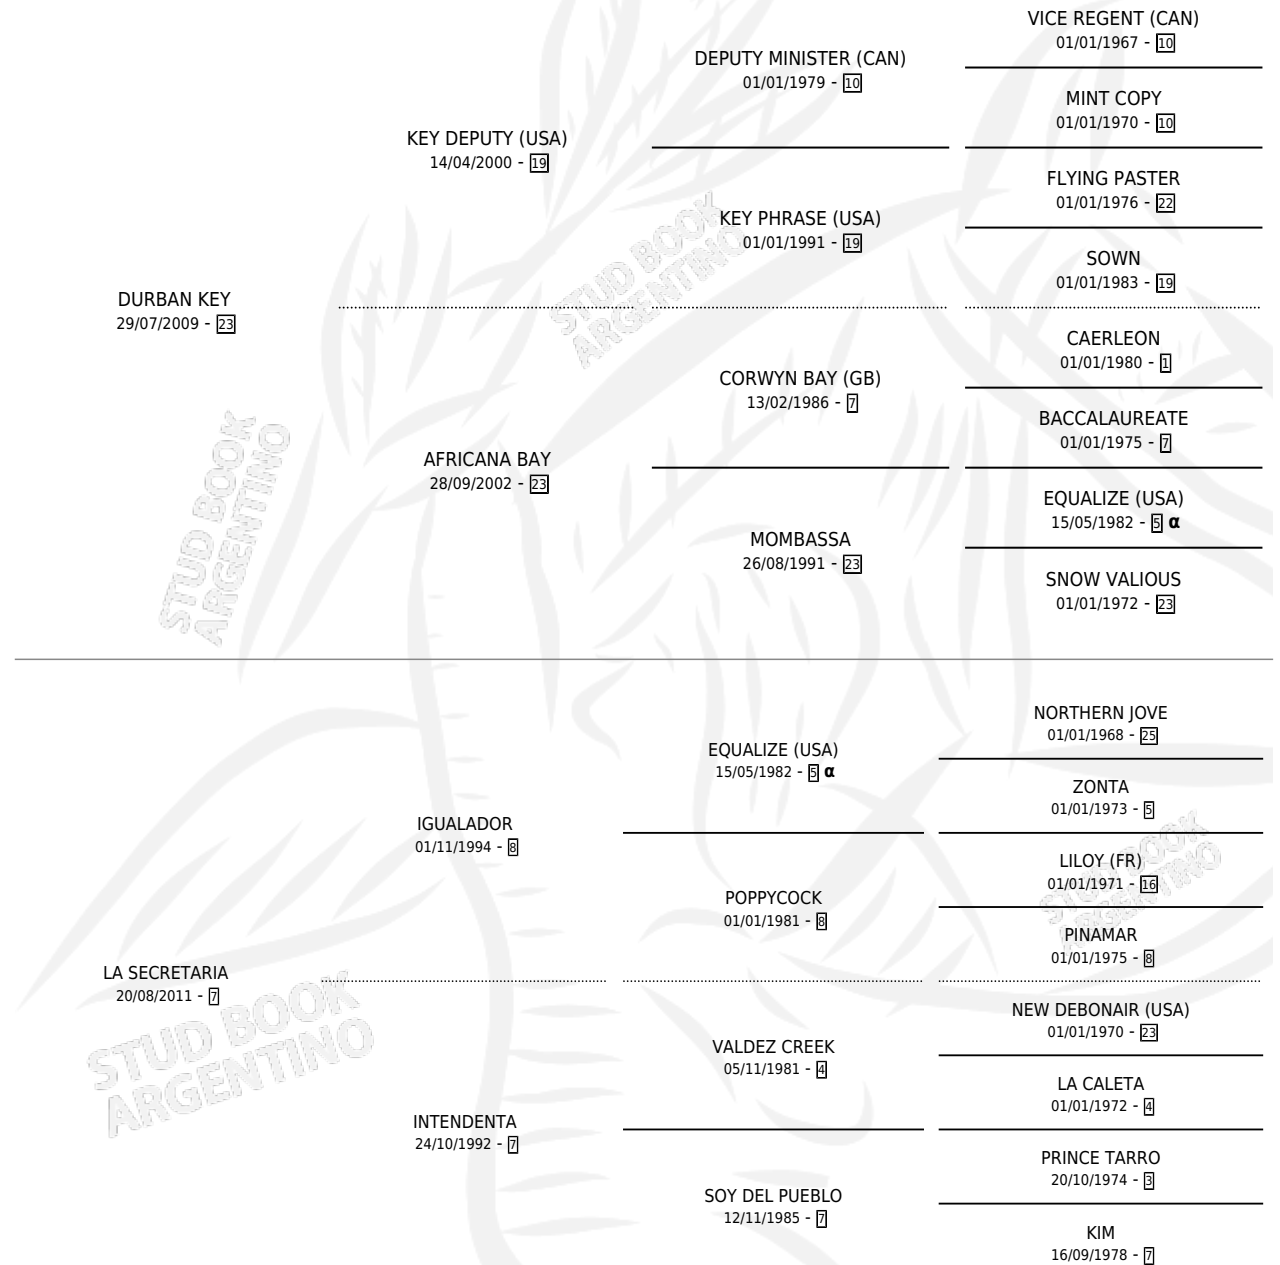 VICE REGENT (CAN)
01/01/1967 - 10
DEPUTY MINISTER (CAN)
01/01/1979 - 10
MINT COPY
01/01/1970 - 10
KEY DEPUTY (USA)
14/04/2000 - 19
FLYING PASTER
01/01/1976 - 22
KEY PHRASE (USA)
01/01/1991 - 19
SOWN
01/01/1983 - 19
DURBAN KEY
29/07/2009 - 23
CAERLEON
01/01/1980 - 1
CORWYN BAY (GB)
13/02/1986 - 7
BACCALAUREATE
01/01/1975 - 7
AFRICANA BAY
28/09/2002 - 23
EQUALIZE (USA)
15/05/1982 - 5 α
MOMBASSA
26/08/1991 - 23
SNOW VALIOUS
01/01/1972 - 23
NORTHERN JOVE
01/01/1968 - 25
EQUALIZE (USA)
15/05/1982 - 5 α
ZONTA
01/01/1973 - 5
IGUALADOR
01/11/1994 - 8
LILOY (FR)
01/01/1971 - 16
POPPYCOCK
01/01/1981 - 8
PINAMAR
01/01/1975 - 8
LA SECRETARIA
20/08/2011 - 7
NEW DEBONAIR (USA)
01/01/1970 - 23
VALDEZ CREEK
05/11/1981 - 4
LA CALETA
01/01/1972 - 4
INTENDENTA
24/10/1992 - 7
PRINCE TARRO
20/10/1974 - 3
SOY DEL PUEBLO
12/11/1985 - 7
KIM
16/09/1978 - 7
STUD BOOK
ARGENTINO
STUD BOOK
ARGENTINO
STUD BOOK
ARGENTINO
STUD BOOK
ARGENTINO